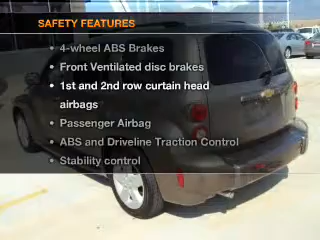 SAFETY FEATURES
• 4-wheel ABS Brakes
• Front Ventilated disc brakes
• 1st and 2nd row curtain head
airbags
• Passenger Airbag
• ABS and Driveline Traction Control
• Stability control